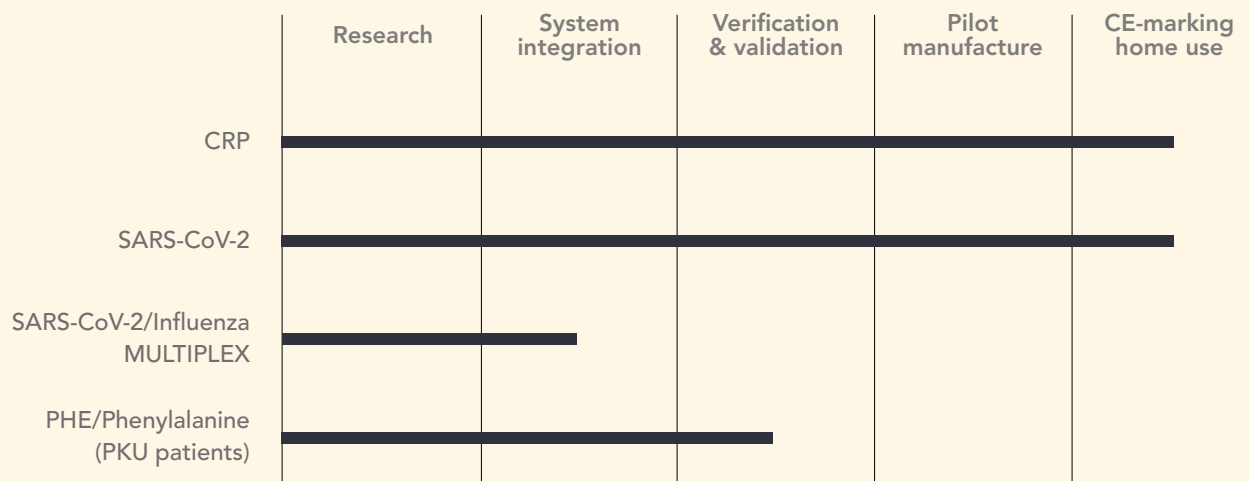 Research
System
integration
Verification
& validation
Pilot
manufacture
CE-marking
home use
CRP
SARS-CoV-2
SARS-CoV-2/Influenza
MULTIPLEX
PHE/Phenylalanine
(PKU patients)